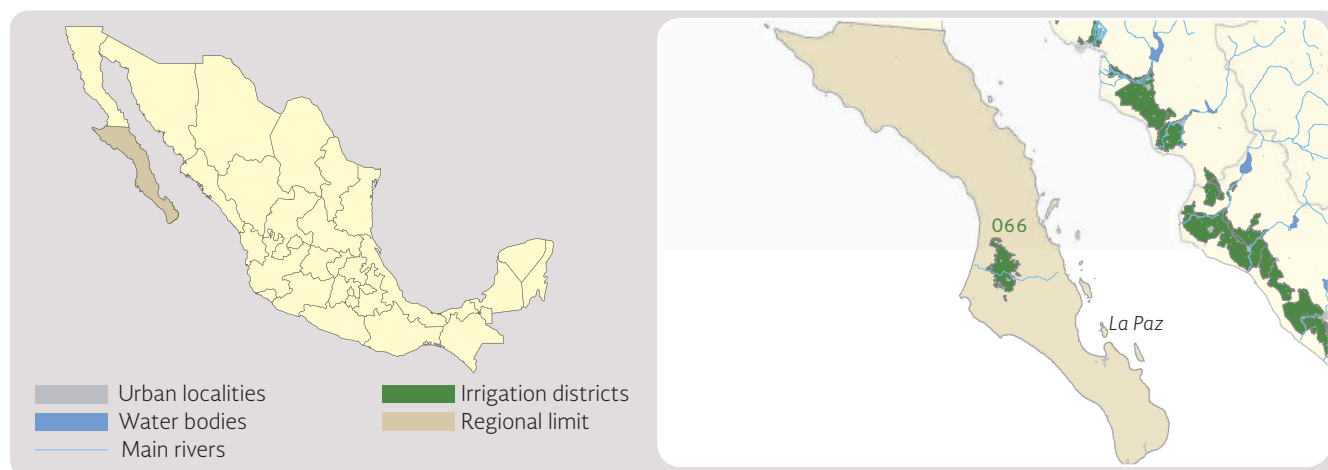 066
La Paz
Urban localities
Water bodies
Main rivers
Irrigation districts
Regional limit